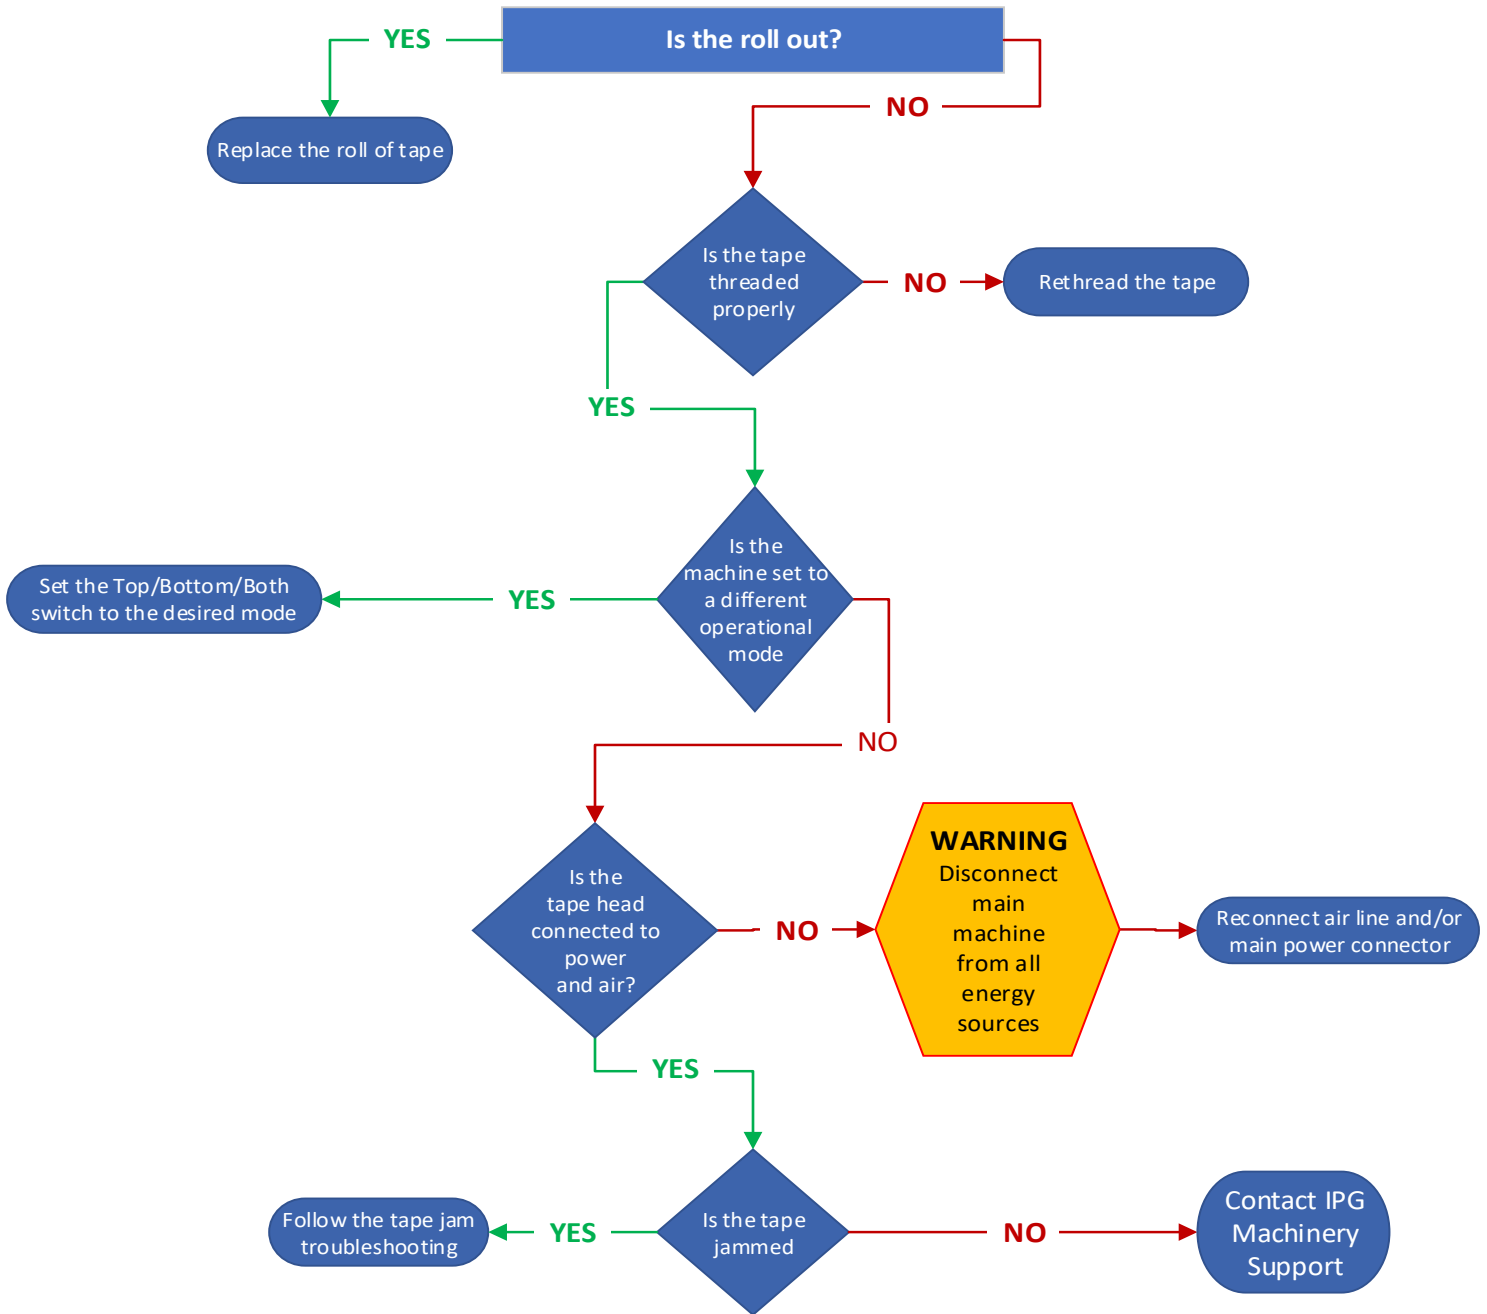 Is the roll out?
YES
NO
Replace the roll of tape
Is the tape
threaded
properly
NO
Rethread the tape
YES
Is the
machine set to
a different
operational
mode
YES
Set the Top/Bottom/Both
switch to the desired mode
NO
Is the
tape head
connected to
power
and air?
NO
WARNING
Disconnect
main
machine
from all
energy
sources
Reconnect air line and/or
main power connector
YES
Is the tape
jammed
YES
Follow the tape jam
troubleshooting
NO
Contact IPG
Machinery
Support